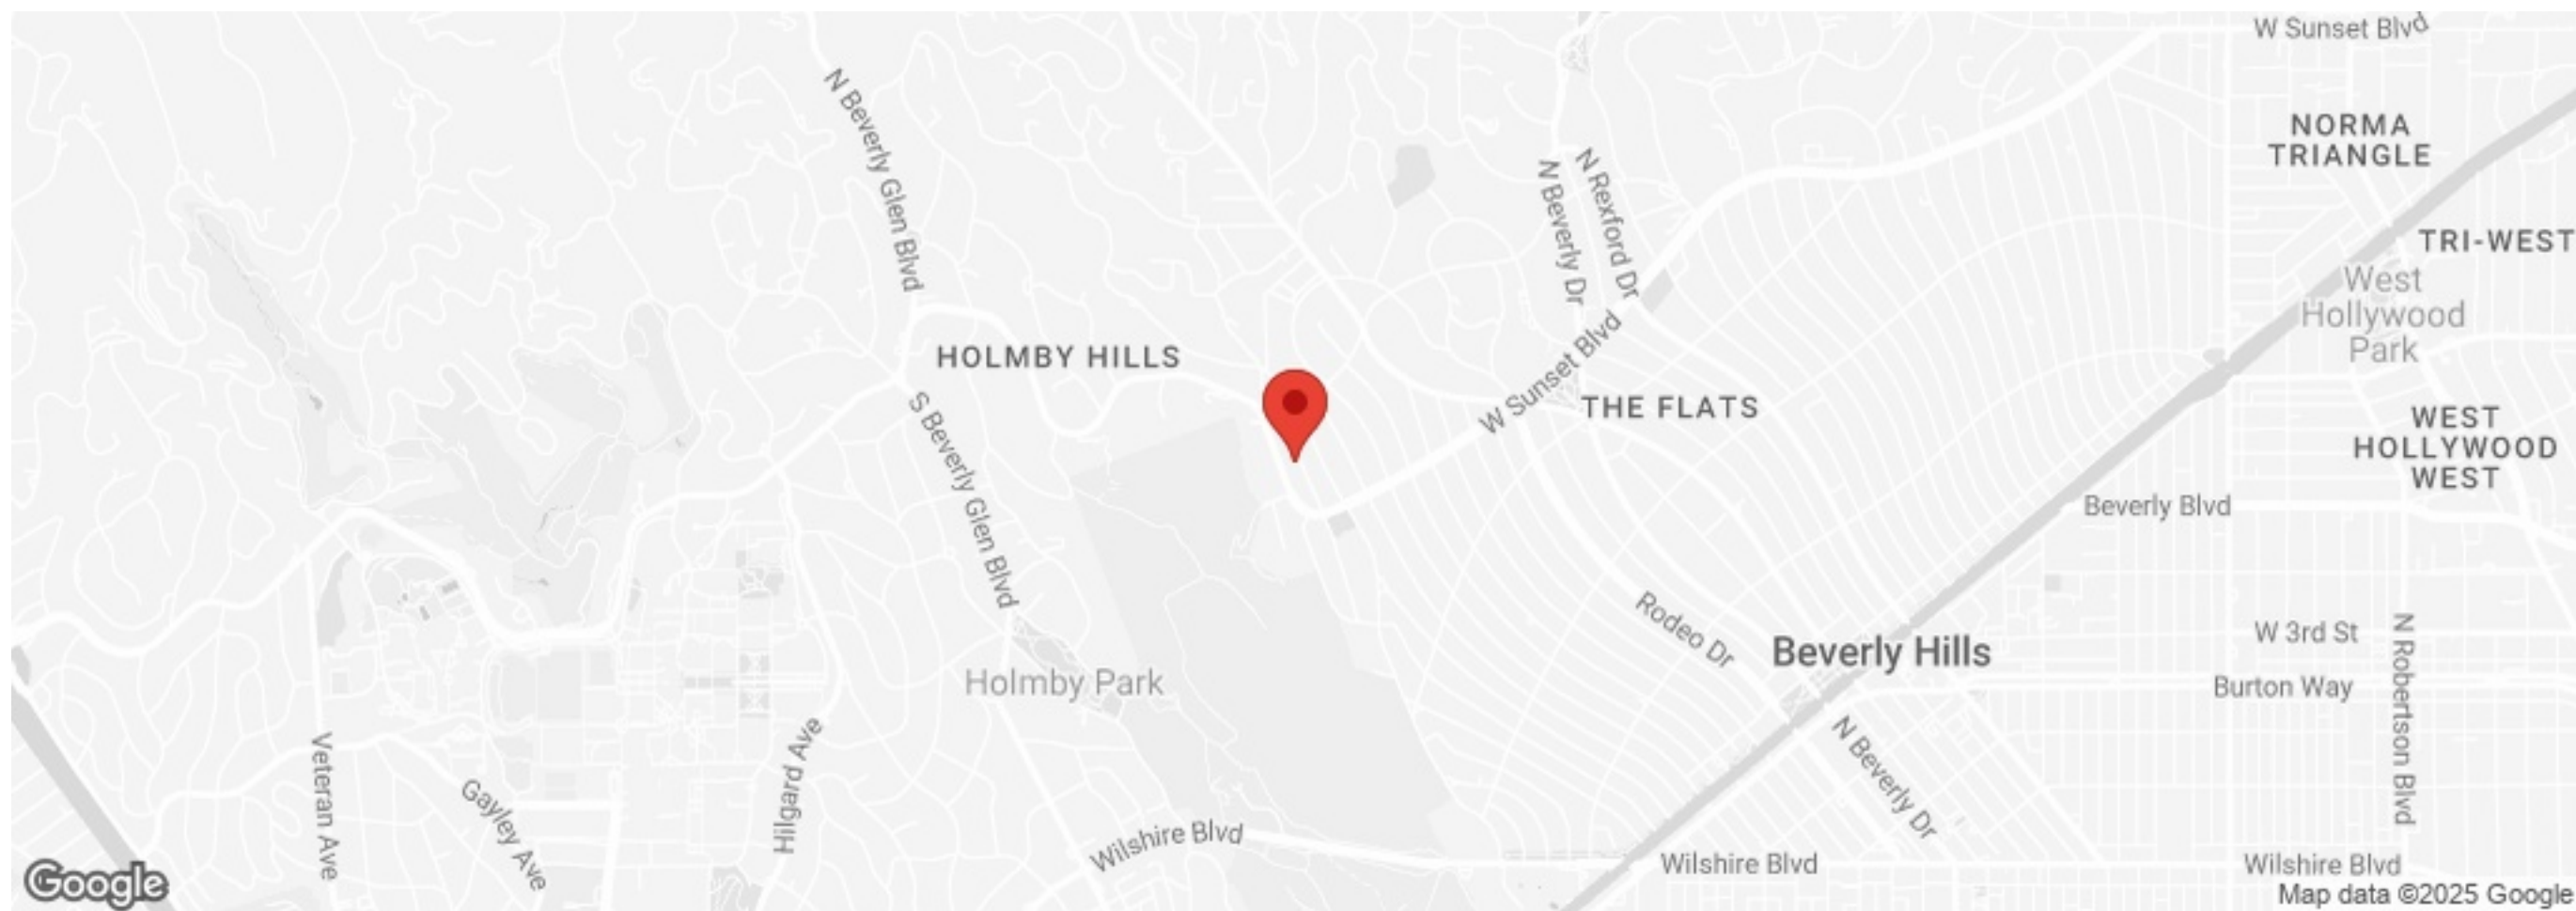 W Sunset Blvd
N Beverly Glen Blvd
NORMA
TRIANGLE
N Beverly Dr
N Rexford Dr
TRI-WEST
West
Hollywood
Park
HOLMBY HILLS
W Sunset Blvd
THE FLATS
WEST
HOLLYWOOD
WEST
S Beverly Glen Blvd
Beverly Blvd
Rodeo Dr
Beverly Hills
W 3rd St
N Robertson Blvd
Holmby Park
Burton Way
Veteran Ave
Gayley Ave
Hilgard Ave
N Beverly Dr
Wilshire Blvd
Wilshire Blvd
Wilshire Blvd
Google
Map data ©2025 Google